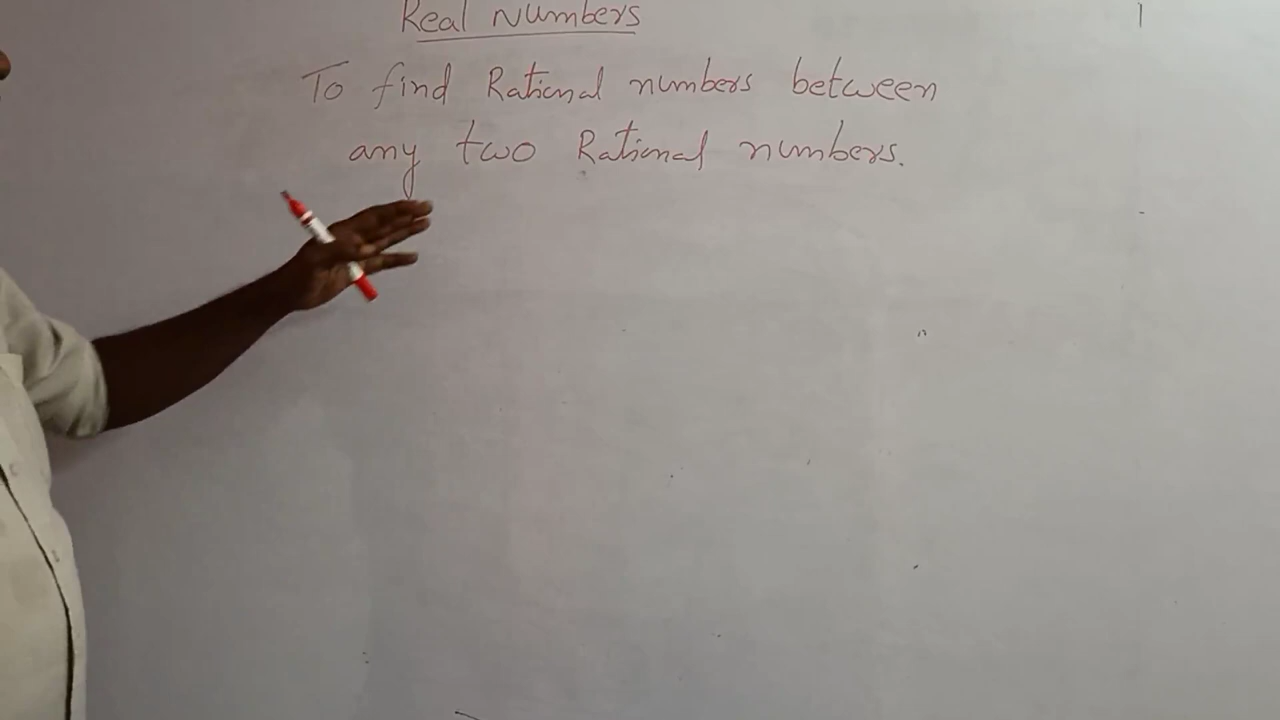 Real Numbers
To find Rational numbers between
any two Rational numbers.